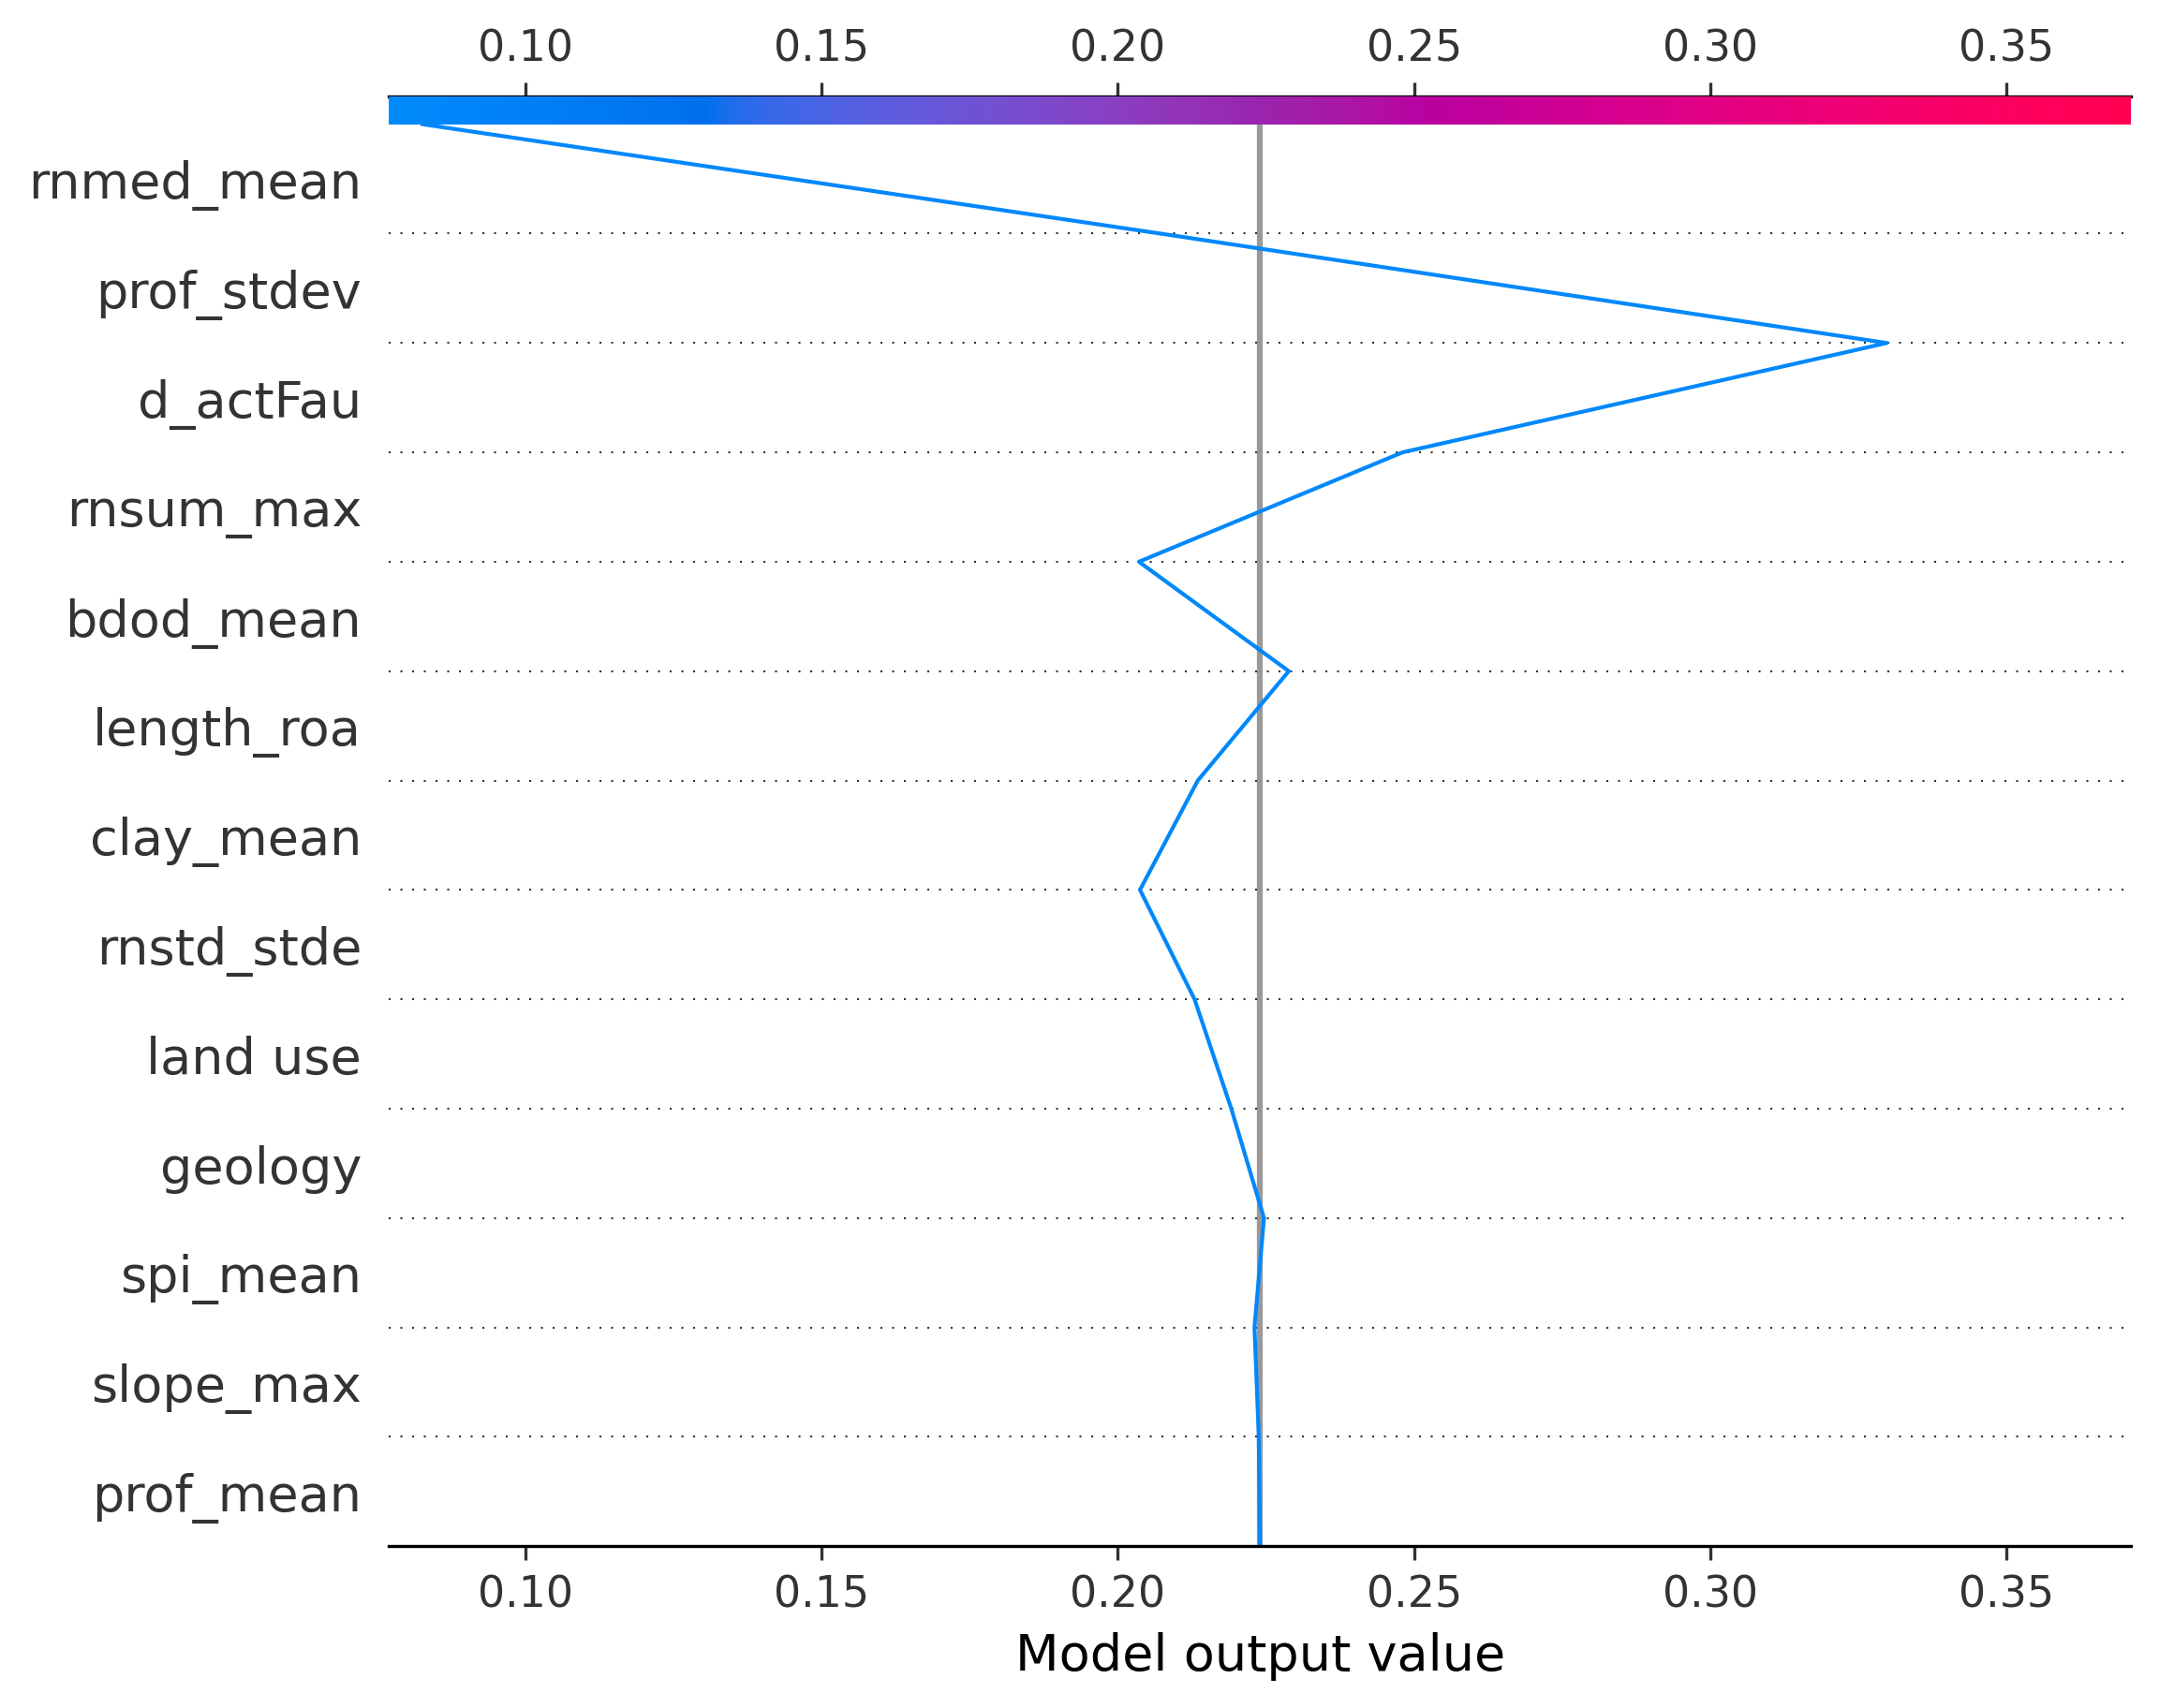 0.10 0.15 0.20 0.25 0.30 0.35
rnmed_mean
prof_stdev
d_actFau
rnsum_max
bdod_mean
length_roa
clay_mean
rnstd_stde
land use
geology
spi_mean
slope_max
prof_mean
0.10 0.15 0.20 0.25 0.30 0.35
Model output value